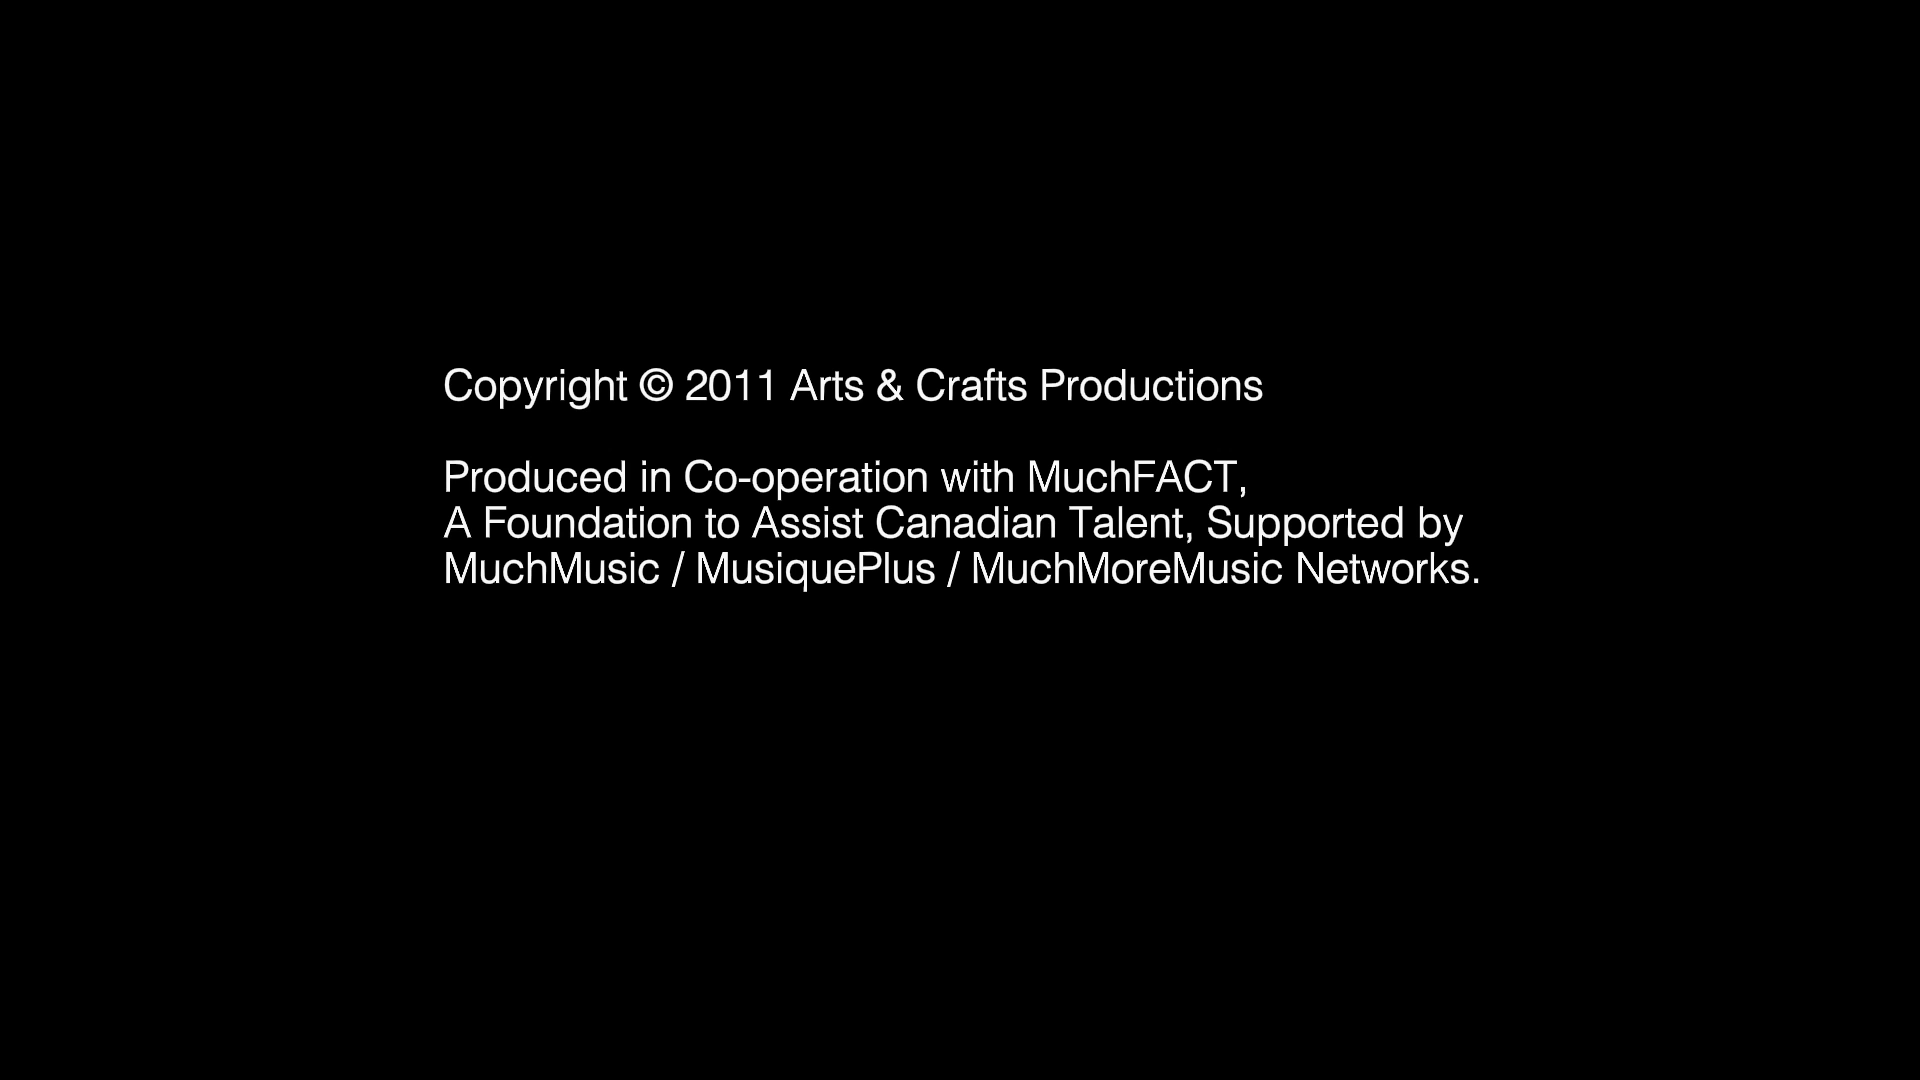 Copyright © 2011 Arts & Crafts Productions
Produced in Co-operation with MuchFACT,
A Foundation to Assist Canadian Talent, Supported by
MuchMusic / MusiquePlus / MuchMoreMusic Networks.